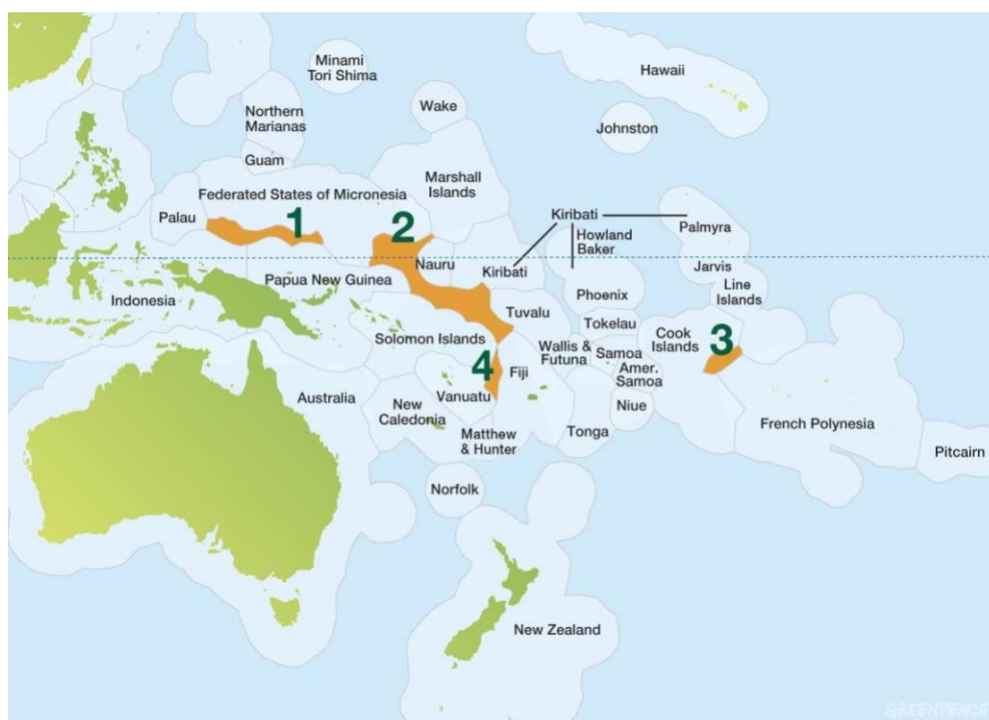 Minami
Tori Shima
Hawaii
Wake
Northern
Marianas
Johnston
Guam
Marshall
Islands
Federated States of Micronesia
1
2
Palau
Kiribati
Palmyra
Howland
Baker
Nauru
Kiribati
Jarvis
Papua New Guinea
Line
Islands
Indonesia
Phoenix
Tuvalu
Tokelau
Solomon Islands
Cook
Islands
3
Wallis &
Futuna
Samoa
4
Fiji
Amer.
Samoa
Australia
Vanuatu
New
Caledonia
Niue
Matthew
& Hunter
Tonga
French Polynesia
Pitcairn
Norfolk
New Zealand
GREENPEACE